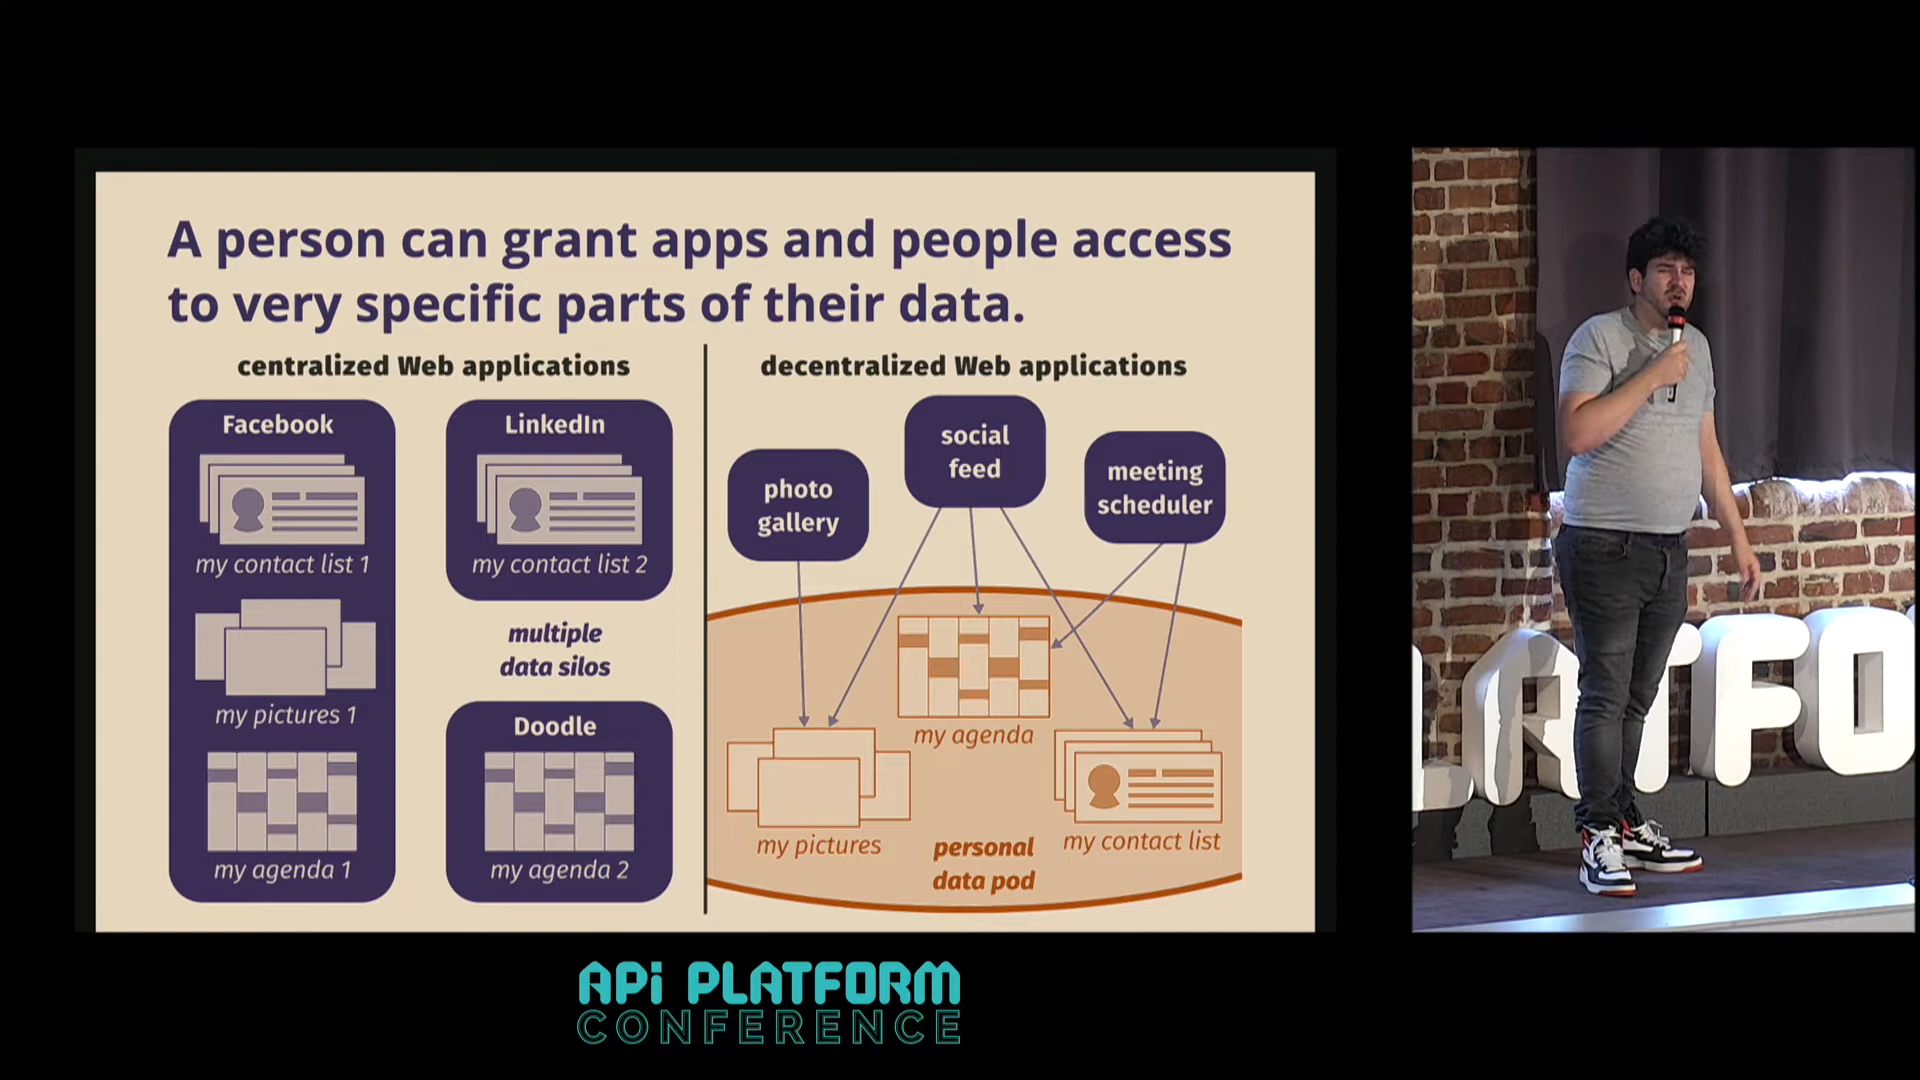 A person can grant apps and people access
to very specific parts of their data.
centralized Web applications
Facebook
my contact list 1
my pictures 1
my agenda 1
LinkedIn
my contact list 2
multiple
data silos
Doodle
my agenda 2
decentralized Web applications
photo
gallery
social
feed
meeting
scheduler
my agenda
my pictures
my contact list
personal
data pod
LATFO
API PLATFORM
CONFERENCE